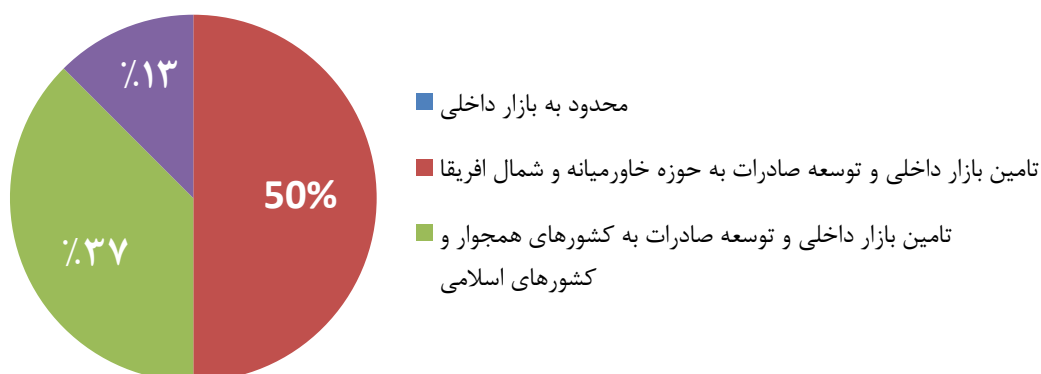 ٪۱۳
50%
٪۳۷
محدود به بازار داخلی
تامین بازار داخلی و توسعه صادرات به حوزه خاورمیانه و شمال افریقا
تامین بازار داخلی و توسعه صادرات به کشورهای همجوار و
کشورهای اسلامی